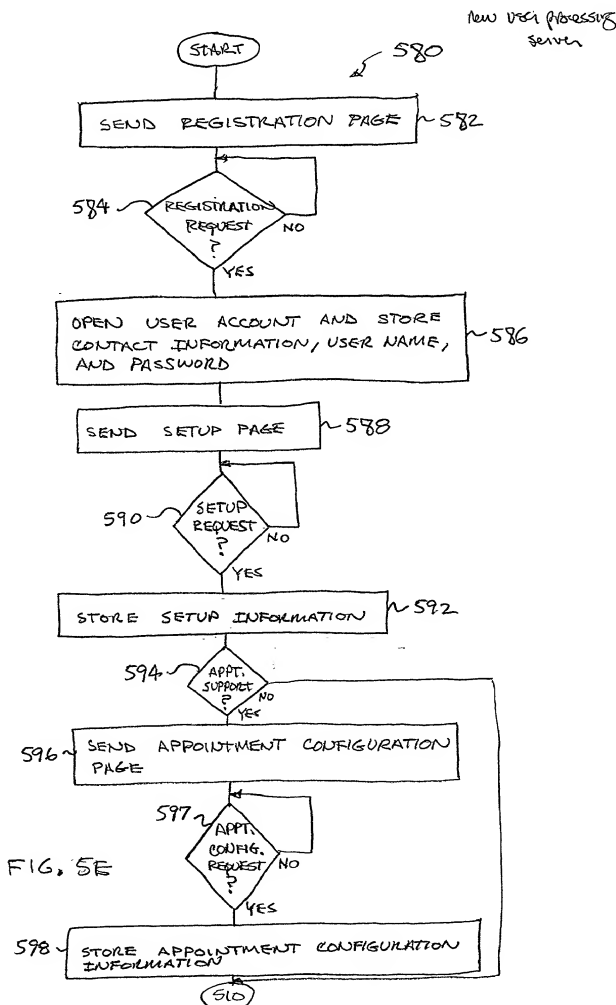 new user processing
server
START
580
SEND REGISTRATION PAGE
582
584
REGISTRATION
REQUEST
?
NO
YES
OPEN USER ACCOUNT AND STORE
CONTACT INFORMATION, USER NAME,
AND PASSWORD
586
SEND SETUP PAGE
588
590
SETUP
REQUEST
?
NO
YES
STORE SETUP INFORMATION
592
594
APPT.
SUPPORT
?
NO
YES
596
SEND APPOINTMENT CONFIGURATION
PAGE
597
APPT.
CONFIG.
REQUEST
?
NO
FIG. 5E
YES
598
STORE APPOINTMENT CONFIGURATION
INFORMATION
510